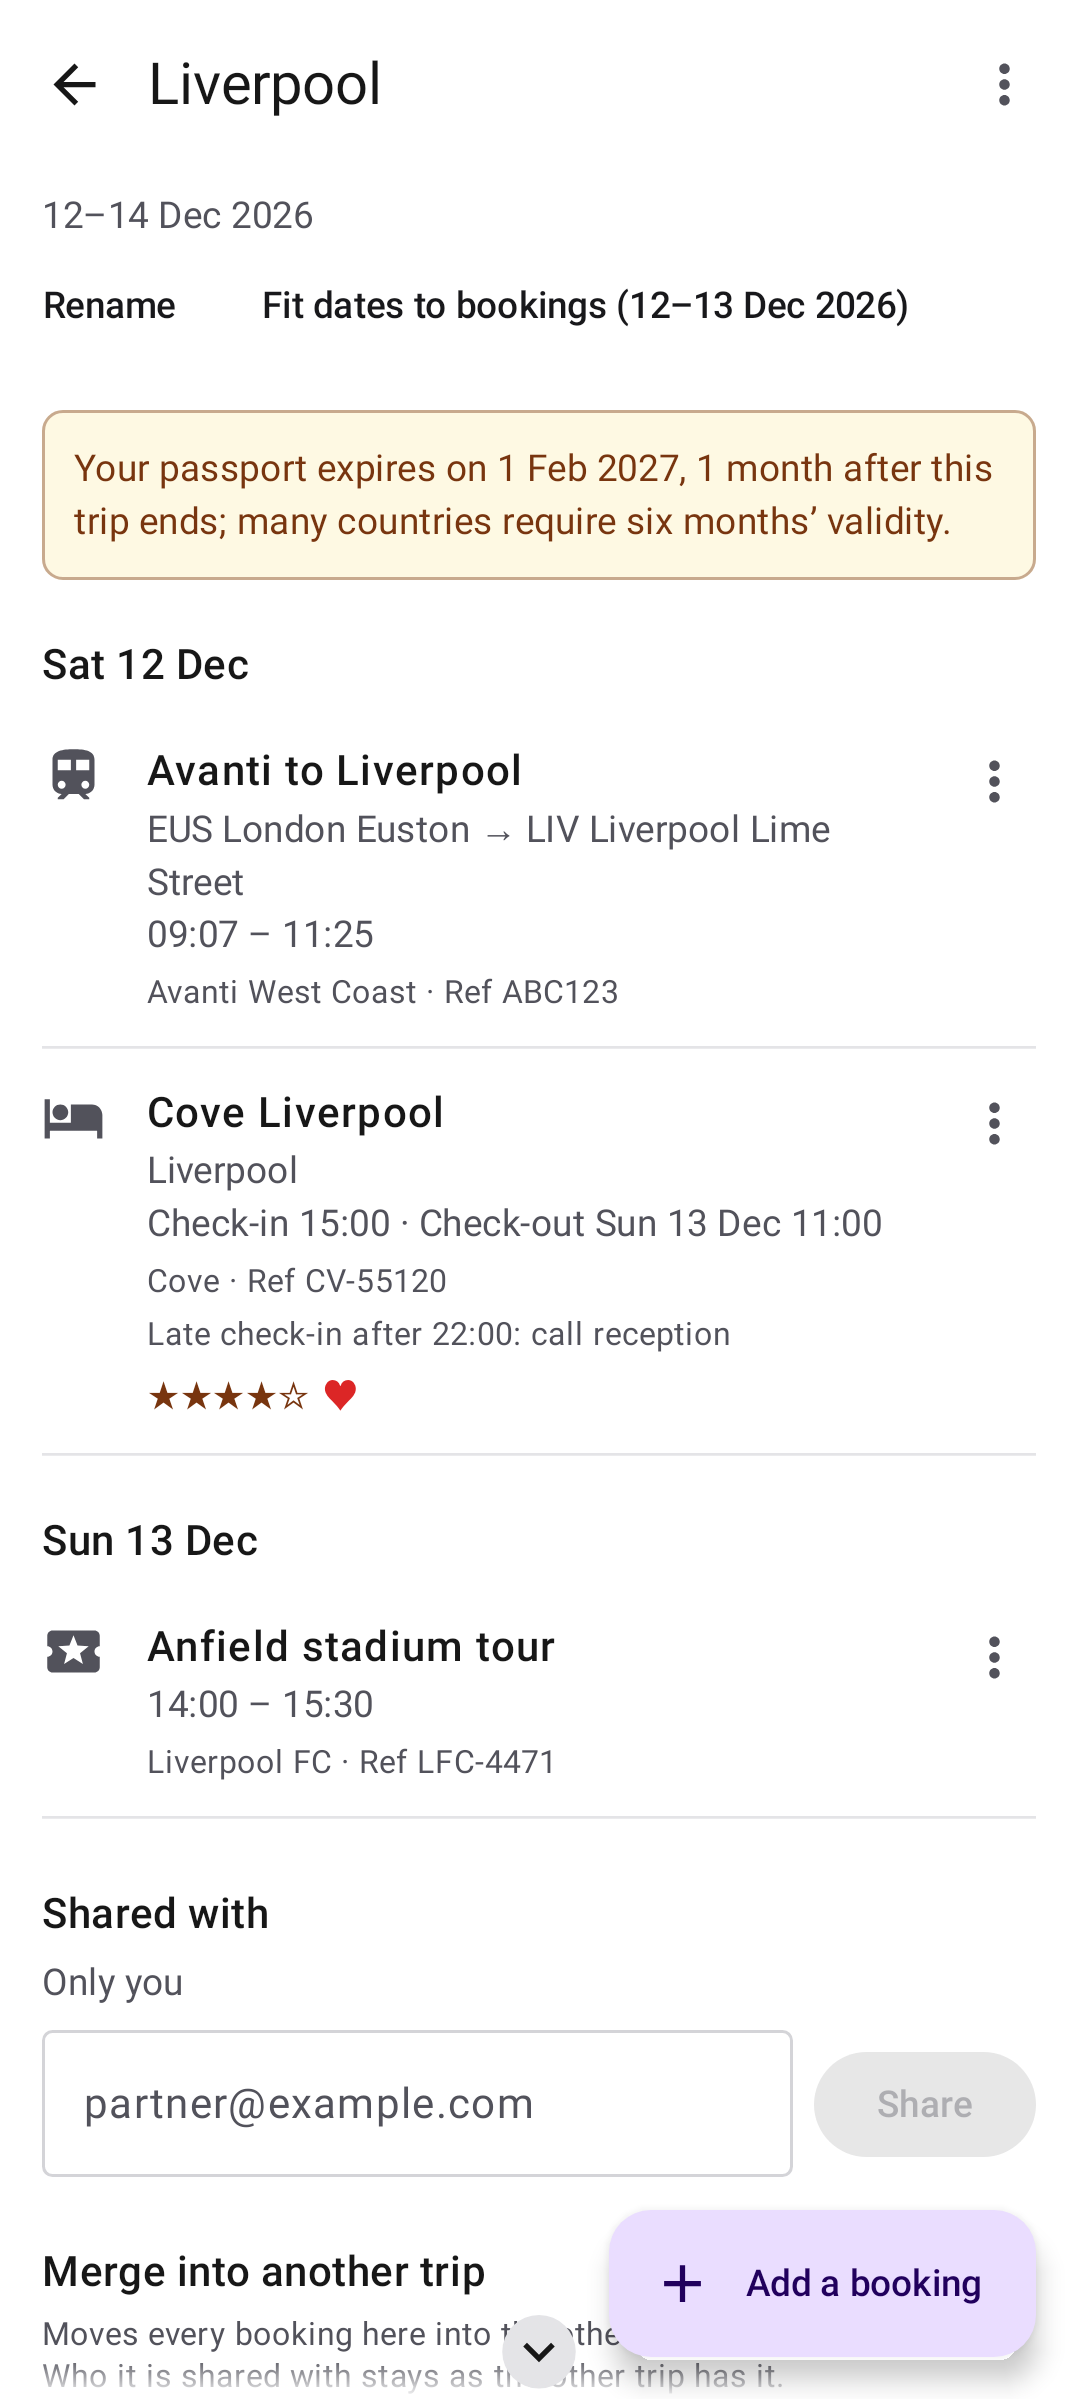 Liverpool
12–14 Dec 2026
Rename Fit dates to bookings (12–13 Dec 2026)
Your passport expires on 1 Feb 2027, 1 month after this
trip ends; many countries require six months’ validity.
Sat 12 Dec
Avanti to Liverpool
EUS London Euston → LIV Liverpool Lime
Street
09:07 – 11:25
Avanti West Coast · Ref ABC123
Cove Liverpool
Liverpool
Check-in 15:00 · Check-out Sun 13 Dec 11:00
Cove · Ref CV-55120
Late check-in after 22:00: call reception
★★★★☆ ♥
Sun 13 Dec
Anfield stadium tour
14:00 – 15:30
Liverpool FC · Ref LFC-4471
Shared with
Only you
partner@example.com
Share
Merge into another trip
Add a booking
Moves every booking here into
Who it is shared with stays as other trip has it.